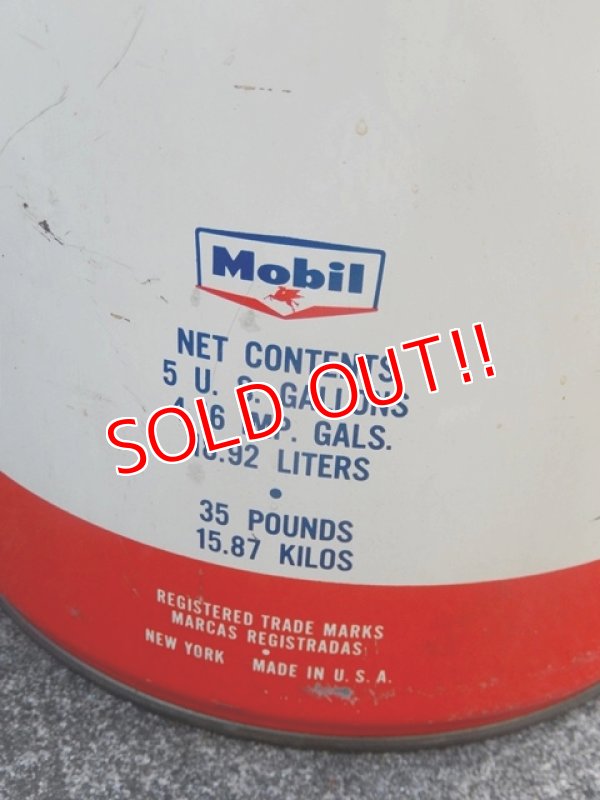 Mobil
NET CONTENTS
5 U. S. GALLONS
IMP. GALS.
LITERS
35 POUNDS
15.87 KILOS
REGISTERED TRADE MARKS
MARCAS REGISTRADAS
NEW YORK MADE IN U.S.A.
SOLD OUT!!